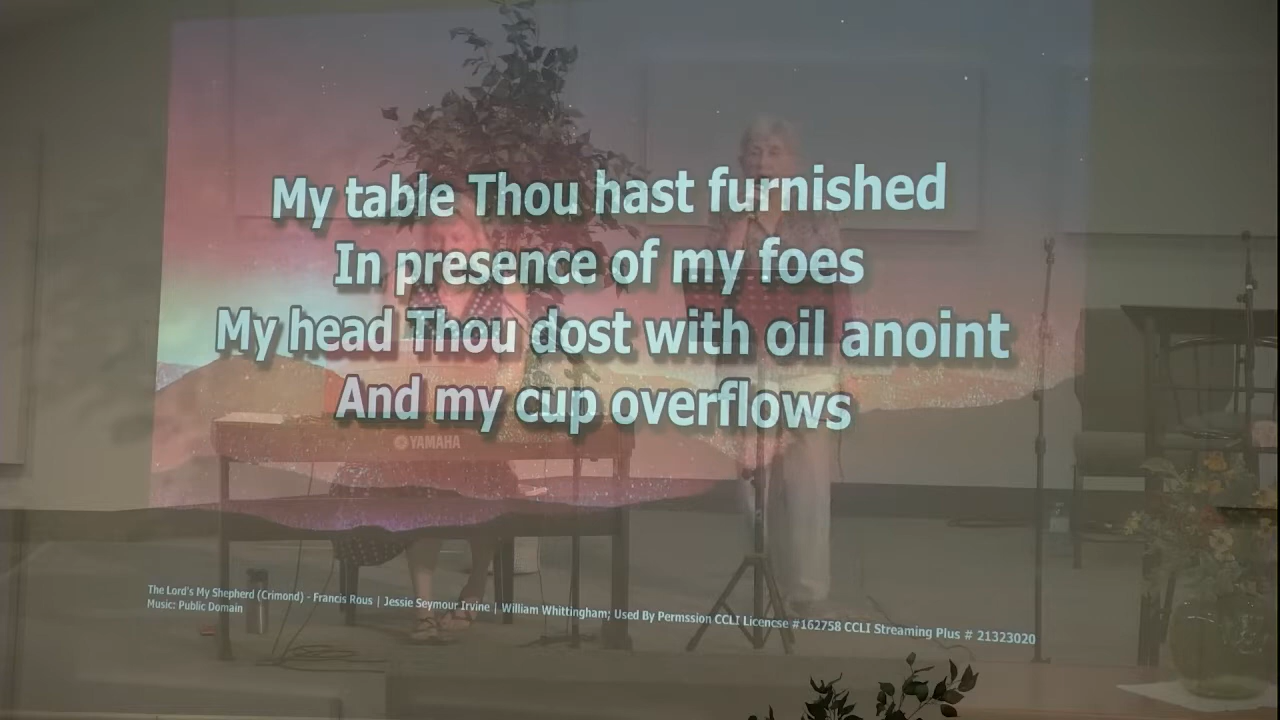 My table Thou hast furnished
In presence of my foes
My head Thou dost with oil anoint
And my cup overflows
YAMAHA
The Lord's My Shepherd (Crimond) - Francis Rous | Jessie Seymour Irvine | William Whittingham; Used By Permssion CCLI Licencse #162758 CCLI Streaming Plus # 21323020
Music: Public Domain